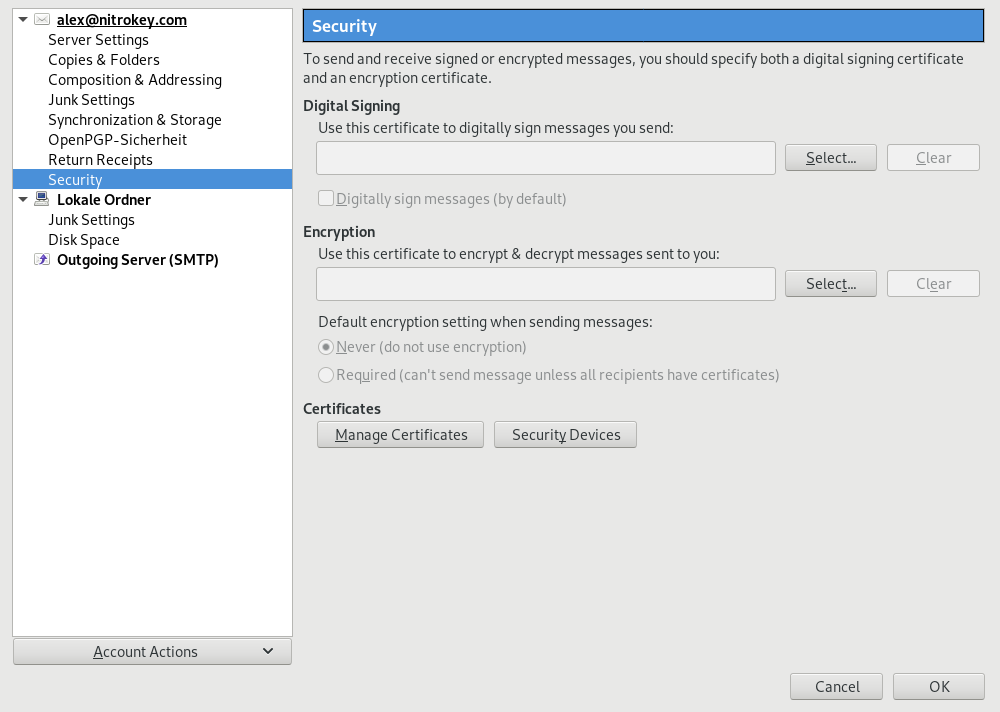 alex@nitrokey.com
Server Settings
Copies & Folders
Composition & Addressing
Junk Settings
Synchronization & Storage
OpenPGP-Sicherheit
Return Receipts
Security
Lokale Ordner
Junk Settings
Disk Space
Outgoing Server (SMTP)
Account Actions
Security
To send and receive signed or encrypted messages, you should specify both a digital signing certificate
and an encryption certificate.
Digital Signing
Use this certificate to digitally sign messages you send:
Select... Clear
Digitally sign messages (by default)
Encryption
Use this certificate to encrypt & decrypt messages sent to you:
Select... Clear
Default encryption setting when sending messages:
Never (do not use encryption)
Required (can't send message unless all recipients have certificates)
Certificates
Manage Certificates Security Devices
Cancel OK